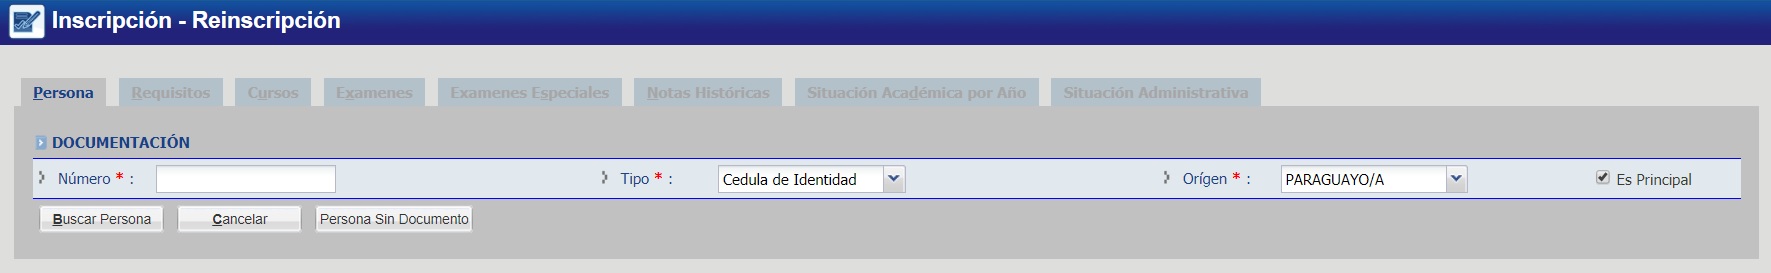 Inscripción - Reinscripción
Persona Requisitos Cursos Examenes Examenes Especiales Notas Históricas Situación Académica por Año Situación Administrativa
DOCUMENTACIÓN
Número * : Tipo * : Cedula de Identidad Orígen * : PARAGUAYO/A Es Principal
Buscar Persona Cancelar Persona Sin Documento